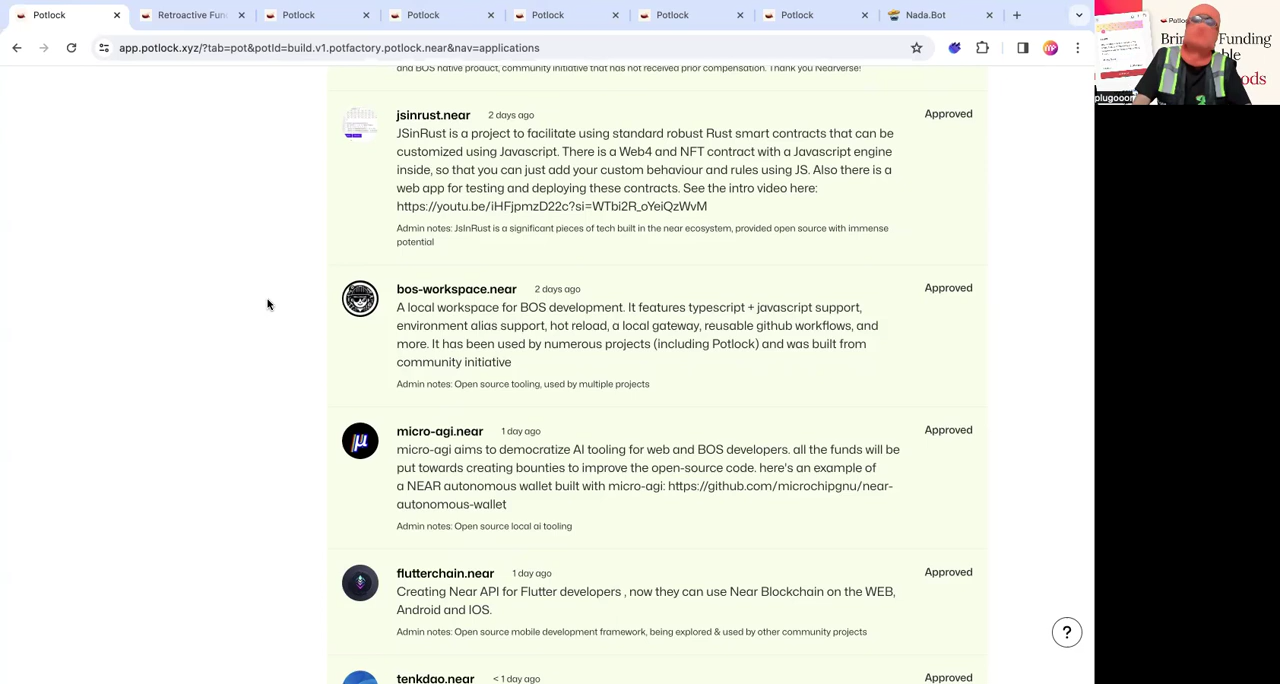 Potlock
Retroactive Fun
Potlock
Potlock
Potlock
Potlock
Potlock
Nada.Bot
app.potlock.xyz/?tab=pot&potId=build.v1.potfactory.potlock.near&nav=applications
Potlock
Bri Funding
ble
ods
plugooor
ative product, community initiative that has not received prior compensation. Thank you Nearverse!
jsinrust.near 2 days ago Approved
JSinRust is a project to facilitate using standard robust Rust smart contracts that can be
customized using Javascript. There is a Web4 and NFT contract with a Javascript engine
inside, so that you can just add your custom behaviour and rules using JS. Also there is a
web app for testing and deploying these contracts. See the intro video here:
https://youtu.be/iHFjpmzD22c?si=WTbi2R_oYeiQzWvM
Admin notes: JsInRust is a significant pieces of tech built in the near ecosystem, provided open source with immense
potential
bos-workspace.near 2 days ago Approved
A local workspace for BOS development. It features typescript + javascript support,
environment alias support, hot reload, a local gateway, reusable github workflows, and
more. It has been used by numerous projects (including Potlock) and was built from
community initiative
Admin notes: Open source tooling, used by multiple projects
micro-agi.near 1 day ago Approved
micro-agi aims to democratize AI tooling for web and BOS developers. all the funds will be
put towards creating bounties to improve the open-source code. here's an example of
a NEAR autonomous wallet built with micro-agi: https://github.com/microchipgnu/near-
autonomous-wallet
Admin notes: Open source local ai tooling
flutterchain.near 1 day ago Approved
Creating Near API for Flutter developers , now they can use Near Blockchain on the WEB,
Android and IOS.
Admin notes: Open source mobile development framework, being explored & used by other community projects
tenkdao.near < 1 day ago Approved
?